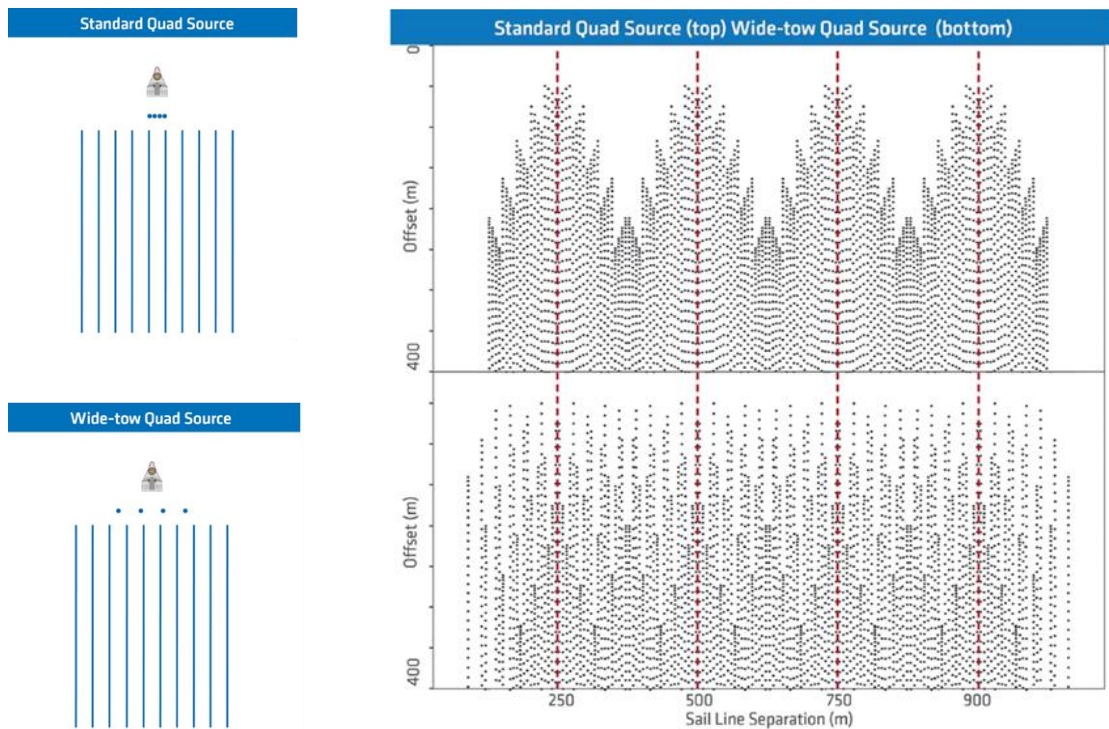 Standard Quad Source
Wide-tow Quad Source
Standard Quad Source (top) Wide-tow Quad Source (bottom)
0
Offset (m)
400
Offset (m)
400
250
500
750
900
Sail Line Separation (m)